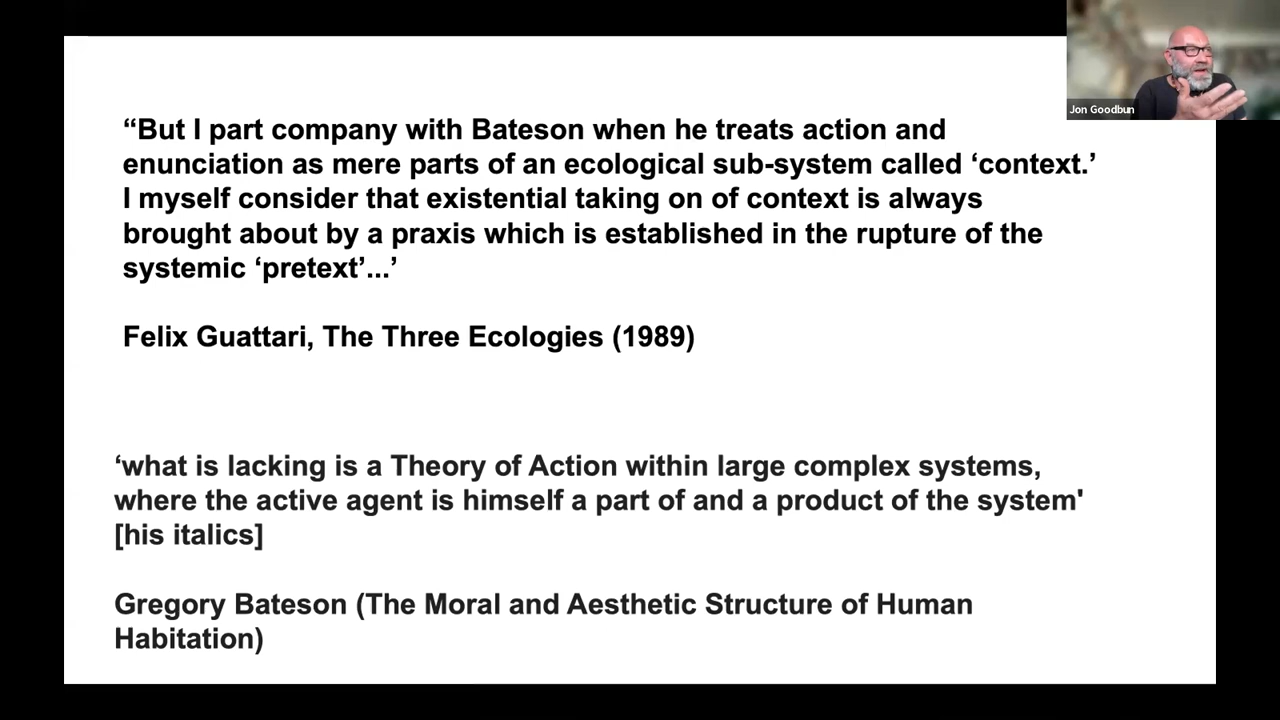 Jon Goodbun
“But I part company with Bateson when he treats action and
enunciation as mere parts of an ecological sub-system called ‘context.’
I myself consider that existential taking on of context is always
brought about by a praxis which is established in the rupture of the
systemic ‘pretext’...’
Felix Guattari, The Three Ecologies (1989)
‘what is lacking is a Theory of Action within large complex systems,
where the active agent is himself a part of and a product of the system'
[his italics]
Gregory Bateson (The Moral and Aesthetic Structure of Human
Habitation)